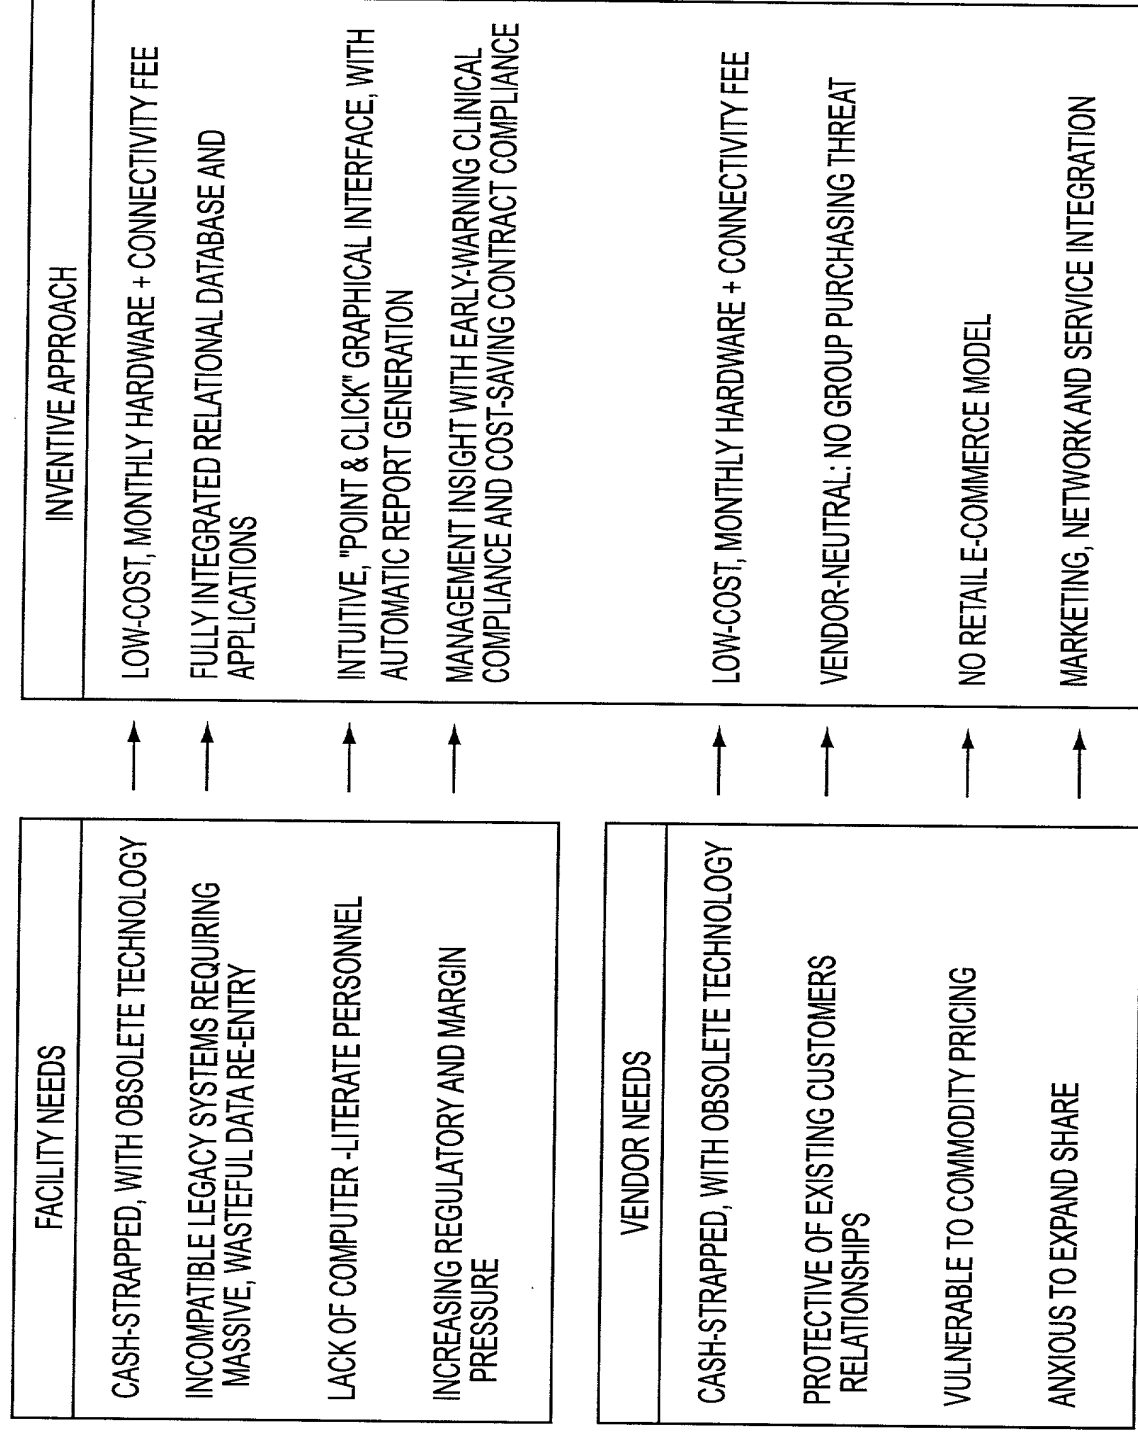 FACILITY NEEDS
CASH-STRAPPED, WITH OBSOLETE TECHNOLOGY
INCOMPATIBLE LEGACY SYSTEMS REQUIRING
MASSIVE, WASTEFUL DATA RE-ENTRY
LACK OF COMPUTER -LITERATE PERSONNEL
INCREASING REGULATORY AND MARGIN
PRESSURE
VENDOR NEEDS
CASH-STRAPPED, WITH OBSOLETE TECHNOLOGY
PROTECTIVE OF EXISTING CUSTOMERS
RELATIONSHIPS
VULNERABLE TO COMMODITY PRICING
ANXIOUS TO EXPAND SHARE
INVENTIVE APPROACH
LOW-COST, MONTHLY HARDWARE + CONNECTIVITY FEE
FULLY INTEGRATED RELATIONAL DATABASE AND
APPLICATIONS
INTUITIVE, "POINT & CLICK" GRAPHICAL INTERFACE, WITH
AUTOMATIC REPORT GENERATION
MANAGEMENT INSIGHT WITH EARLY-WARNING CLINICAL
COMPLIANCE AND COST-SAVING CONTRACT COMPLIANCE
LOW-COST, MONTHLY HARDWARE + CONNECTIVITY FEE
VENDOR-NEUTRAL: NO GROUP PURCHASING THREAT
NO RETAIL E-COMMERCE MODEL
MARKETING, NETWORK AND SERVICE INTEGRATION